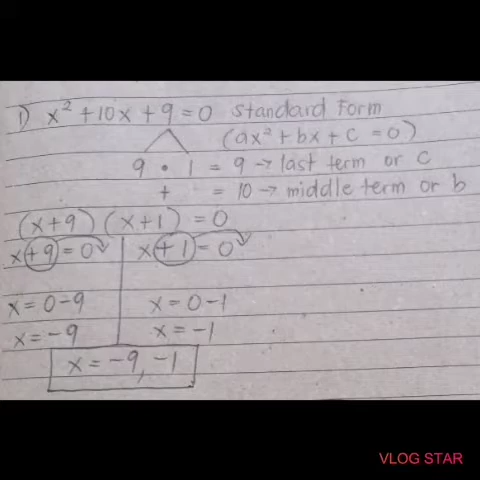 1) x² + 10x + 9 = 0 Standard Form
(ax² + bx + c = 0)
9 • 1 = 9 → last term or c
+ = 10 → middle term or b
(x + 9) (x + 1) = 0
x + 9 = 0 x + 1 = 0
x = 0 - 9 x = 0 - 1
x = -9 x = -1
x = -9, -1
VLOG STAR